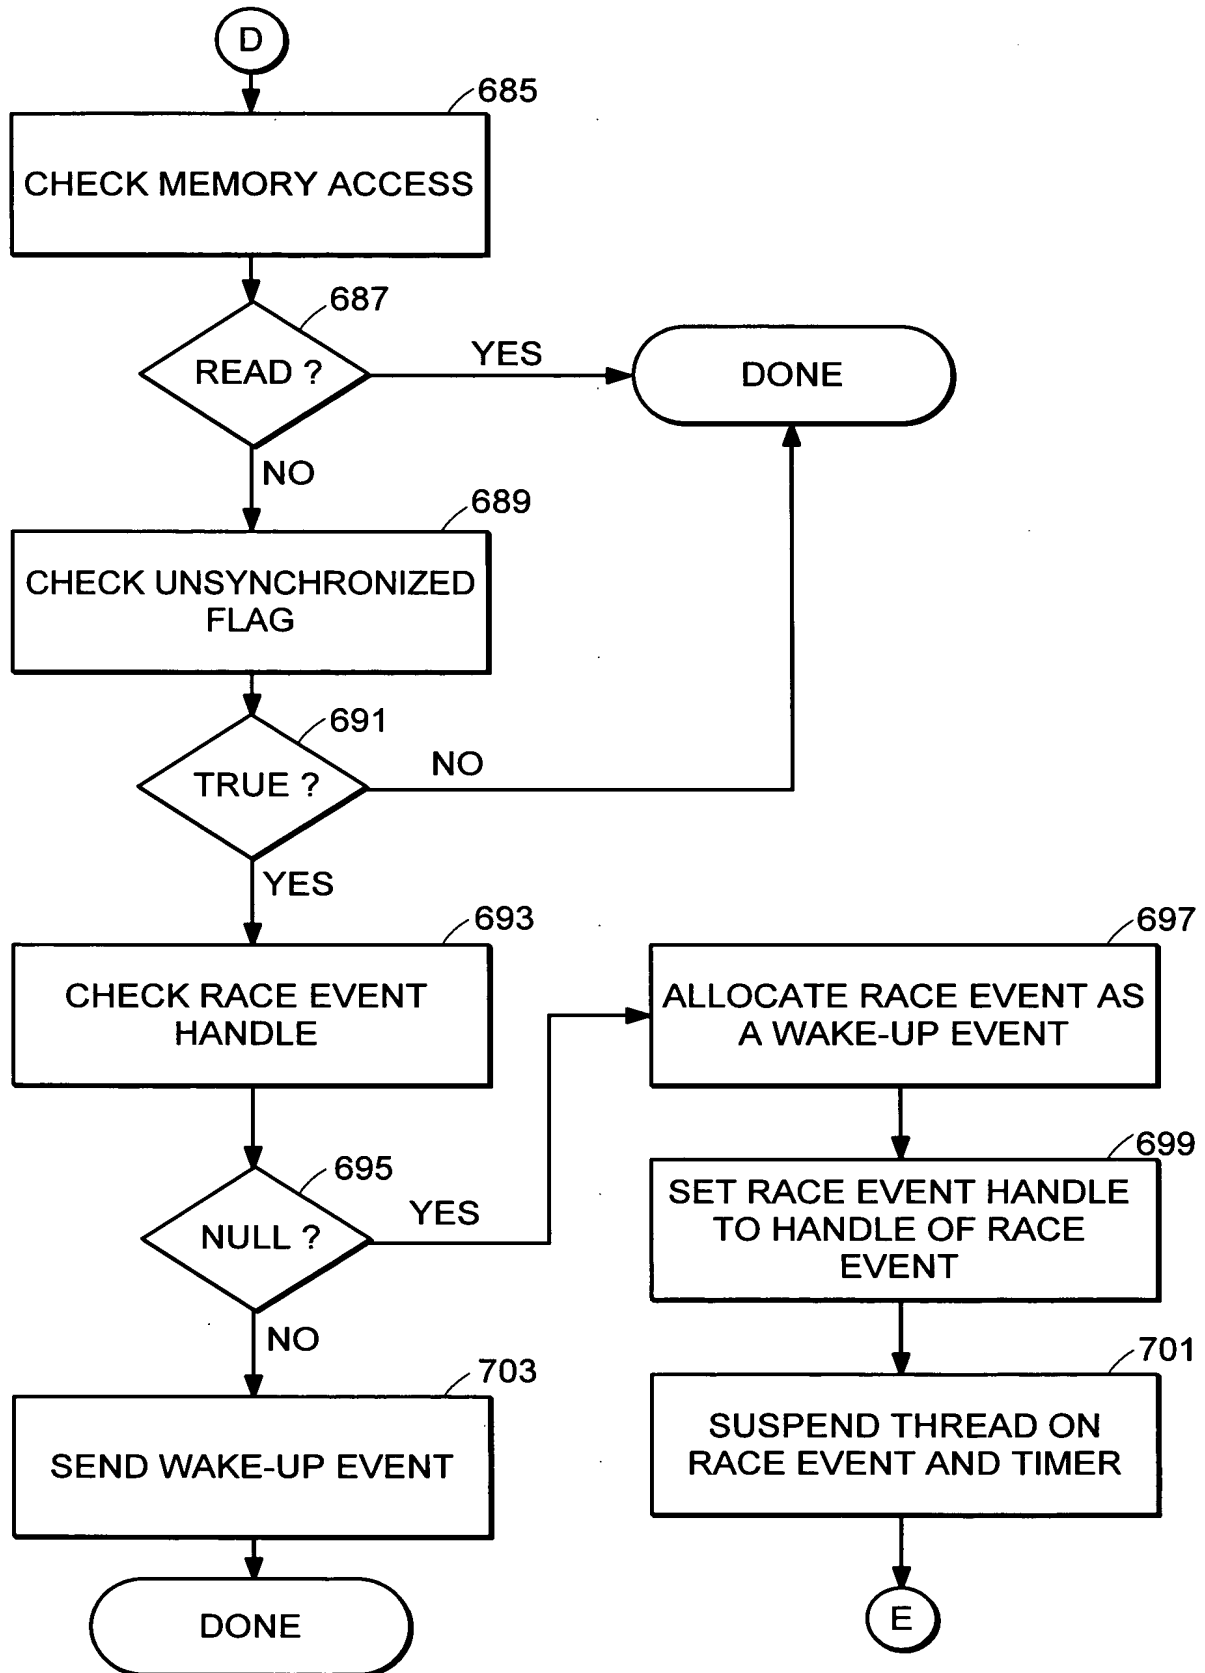 D
685
CHECK MEMORY ACCESS
687
READ ?
YES
DONE
NO
689
CHECK UNSYNCHRONIZED
FLAG
691
TRUE ?
NO
YES
693
CHECK RACE EVENT
HANDLE
695
NULL ?
YES
697
ALLOCATE RACE EVENT AS
A WAKE-UP EVENT
699
SET RACE EVENT HANDLE
TO HANDLE OF RACE
EVENT
701
SUSPEND THREAD ON
RACE EVENT AND TIMER
E
NO
703
SEND WAKE-UP EVENT
DONE